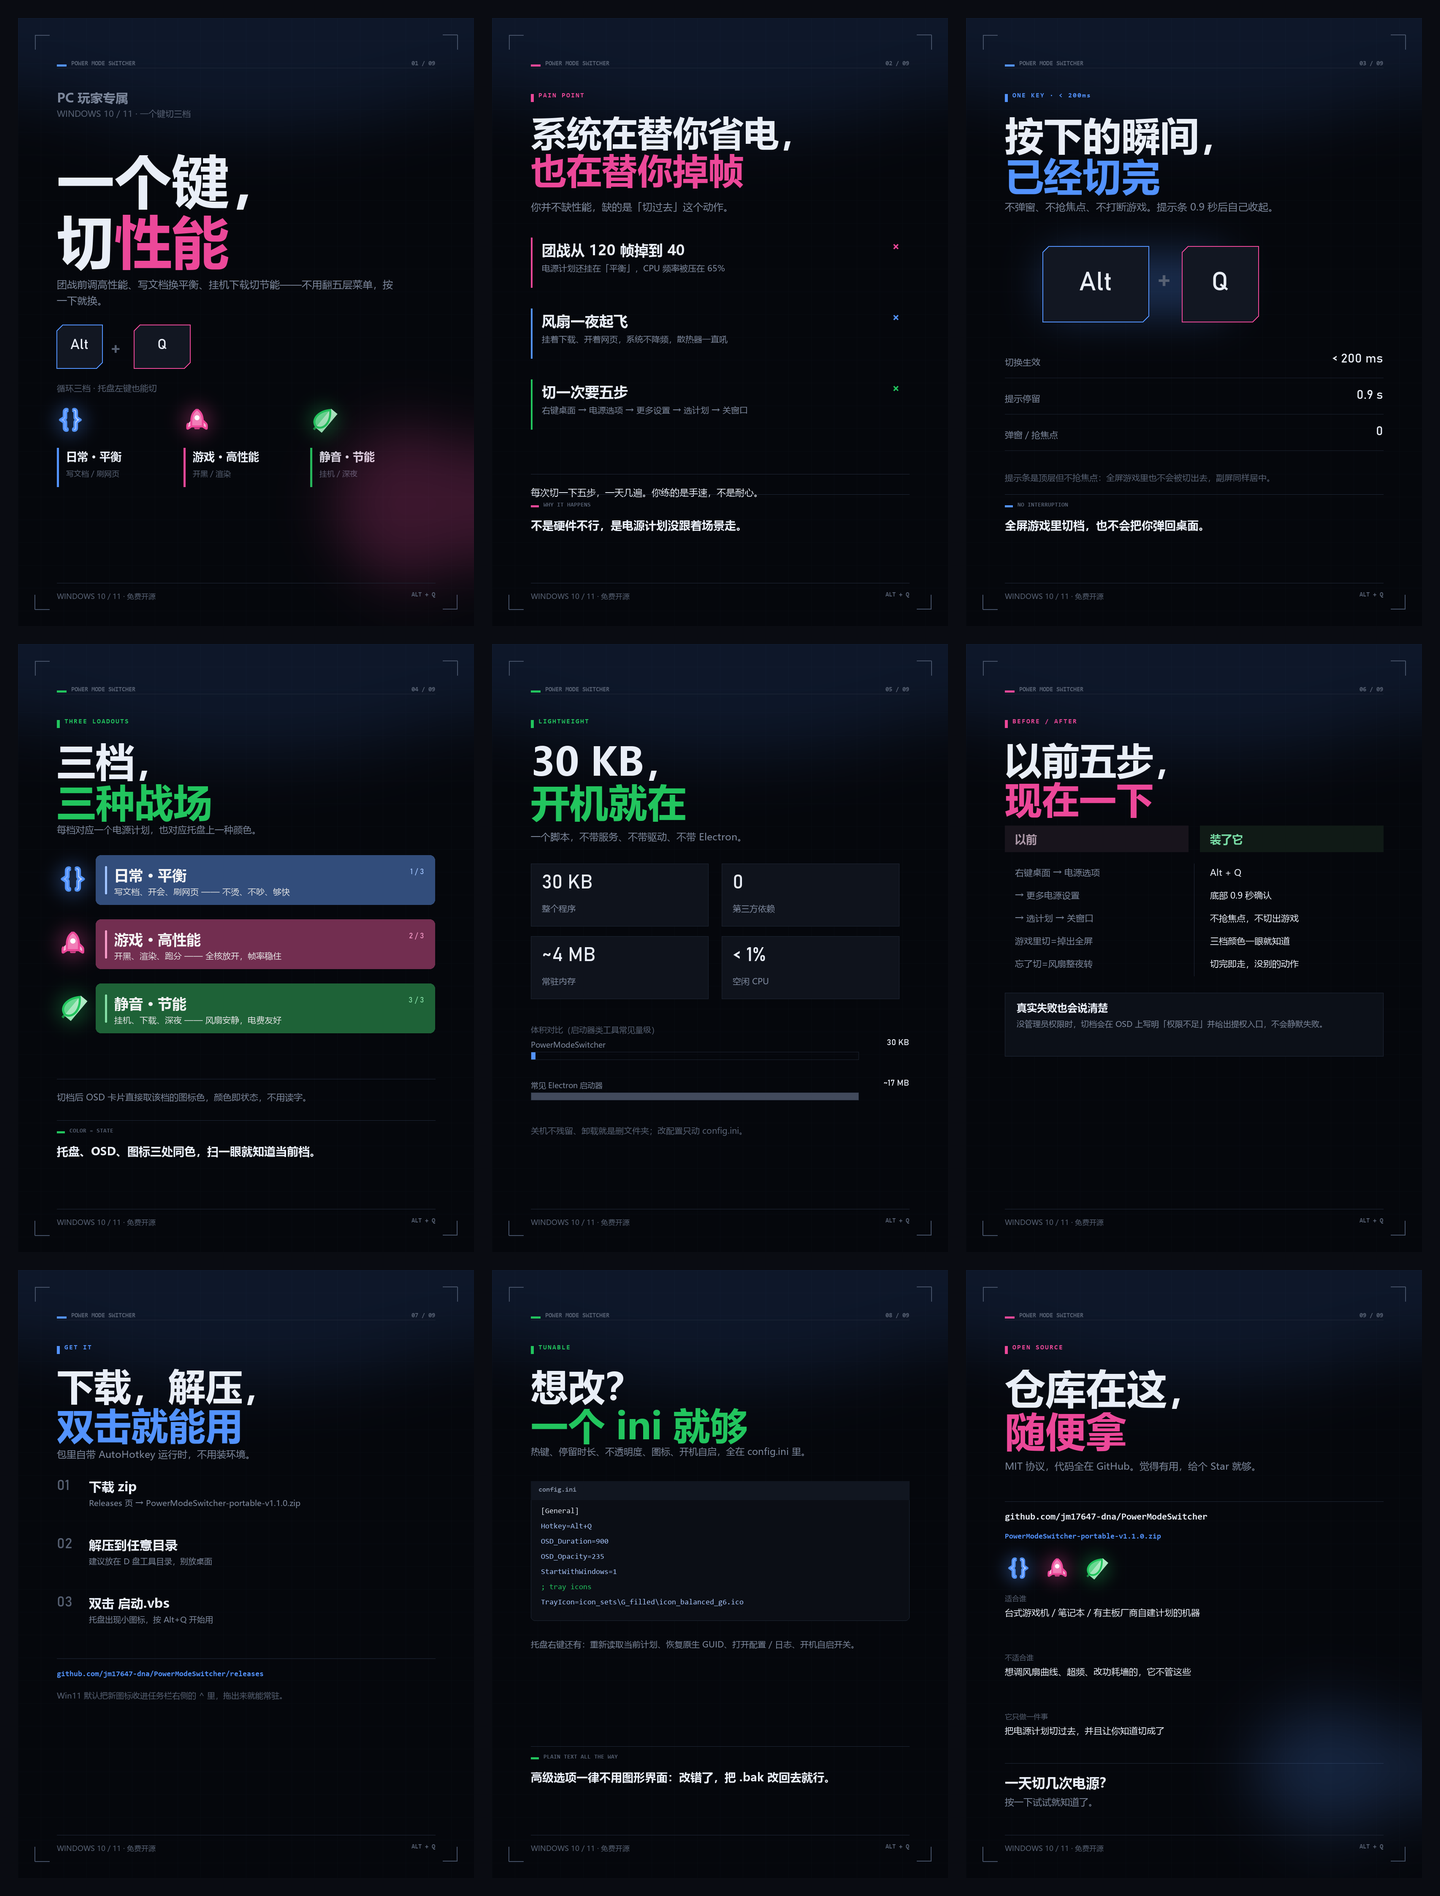 POWER MODE SWITCHER
01 / 09
PC 玩家专属
WINDOWS 10 / 11 · 一个键切三档
一个键，
切性能
团战前调高性能、写文档换平衡、挂机下载切节能——不用翻五层菜单，按
一下就换。
Alt + Q
循环三档 · 托盘左键也能切
日常・平衡
写文档 / 刷网页
游戏・高性能
开黑 / 渲染
静音・节能
挂机 / 深夜
WINDOWS 10 / 11 · 免费开源
ALT + Q
POWER MODE SWITCHER
02 / 09
PAIN POINT
系统在替你省电，
也在替你掉帧
你并不缺性能，缺的是「切过去」这个动作。
团战从 120 帧掉到 40
×
电源计划还挂在「平衡」，CPU 频率被压在 65%
风扇一夜起飞
×
挂着下载、开着网页，系统不降频，散热器一直吼
切一次要五步
×
右键桌面 → 电源选项 → 更多设置 → 选计划 → 关窗口
每次切一下五步，一天几遍。你练的是手速，不是耐心。
WHY IT HAPPENS
不是硬件不行，是电源计划没跟着场景走。
WINDOWS 10 / 11 · 免费开源
ALT + Q
POWER MODE SWITCHER
03 / 09
ONE KEY · < 200ms
按下的瞬间，
已经切完
不弹窗、不抢焦点、不打断游戏。提示条 0.9 秒后自己收起。
Alt + Q
切换生效
< 200 ms
提示停留
0.9 s
弹窗 / 抢焦点
0
提示条是顶层但不抢焦点：全屏游戏里也不会被切出去，副屏同样居中。
NO INTERRUPTION
全屏游戏里切档，也不会把你弹回桌面。
WINDOWS 10 / 11 · 免费开源
ALT + Q
POWER MODE SWITCHER
04 / 09
THREE LOADOUTS
三档，
三种战场
每档对应一个电源计划，也对应托盘上一种颜色。
日常・平衡
1 / 3
写文档、开会、刷网页 —— 不烫、不吵、够快
游戏・高性能
2 / 3
开黑、渲染、跑分 —— 全核放开，帧率稳住
静音・节能
3 / 3
挂机、下载、深夜 —— 风扇安静，电费友好
切档后 OSD 卡片直接取该档的图标色，颜色即状态，不用读字。
COLOR = STATE
托盘、OSD、图标三处同色，扫一眼就知道当前档。
WINDOWS 10 / 11 · 免费开源
ALT + Q
POWER MODE SWITCHER
05 / 09
LIGHTWEIGHT
30 KB，
开机就在
一个脚本，不带服务、不带驱动、不带 Electron。
30 KB
整个程序
0
第三方依赖
~4 MB
常驻内存
< 1%
空闲 CPU
体积对比（启动器类工具常见量级）
PowerModeSwitcher
30 KB
常见 Electron 启动器
~17 MB
关机不残留、卸载就是删文件夹；改配置只动 config.ini。
WINDOWS 10 / 11 · 免费开源
ALT + Q
POWER MODE SWITCHER
06 / 09
BEFORE / AFTER
以前五步，
现在一下
以前
装了它
右键桌面 → 电源选项
Alt + Q
→ 更多电源设置
底部 0.9 秒确认
→ 选计划 → 关窗口
不抢焦点，不切出游戏
游戏里切=掉出全屏
三档颜色一眼就知道
忘了切=风扇整夜转
切完即走，没别的动作
真实失败也会说清楚
没管理员权限时，切档会在 OSD 上写明「权限不足」并给出提权入口，不会静默失败。
WINDOWS 10 / 11 · 免费开源
ALT + Q
POWER MODE SWITCHER
07 / 09
GET IT
下载，解压，
双击就能用
包里自带 AutoHotkey 运行时，不用装环境。
01
下载 zip
Releases 页 → PowerModeSwitcher-portable-v1.1.0.zip
02
解压到任意目录
建议放在 D 盘工具目录，别放桌面
03
双击 启动.vbs
托盘出现小图标，按 Alt+Q 开始用
github.com/jm17647-dna/PowerModeSwitcher/releases
Win11 默认把新图标收进任务栏右侧的 ^ 里，拖出来就能常驻。
WINDOWS 10 / 11 · 免费开源
ALT + Q
POWER MODE SWITCHER
08 / 09
TUNABLE
想改？
一个 ini 就够
热键、停留时长、不透明度、图标、开机自启，全在 config.ini 里。
config.ini
[General]
Hotkey=Alt+Q
OSD_Duration=900
OSD_Opacity=235
StartWithWindows=1
; tray icons
TrayIcon=icon_sets\G_filled\icon_balanced_g6.ico
托盘右键还有：重新读取当前计划、恢复原生 GUID、打开配置 / 日志、开机自启开关。
PLAIN TEXT ALL THE WAY
高级选项一律不用图形界面：改错了，把 .bak 改回去就行。
WINDOWS 10 / 11 · 免费开源
ALT + Q
POWER MODE SWITCHER
09 / 09
OPEN SOURCE
仓库在这，
随便拿
MIT 协议，代码全在 GitHub。觉得有用，给个 Star 就够。
github.com/jm17647-dna/PowerModeSwitcher
PowerModeSwitcher-portable-v1.1.0.zip
适合谁
台式游戏机 / 笔记本 / 有主板厂商自建计划的机器
不适合谁
想调风扇曲线、超频、改功耗墙的，它不管这些
它只做一件事
把电源计划切过去，并且让你知道切成了
一天切几次电源？
按一下试试就知道了。
WINDOWS 10 / 11 · 免费开源
ALT + Q